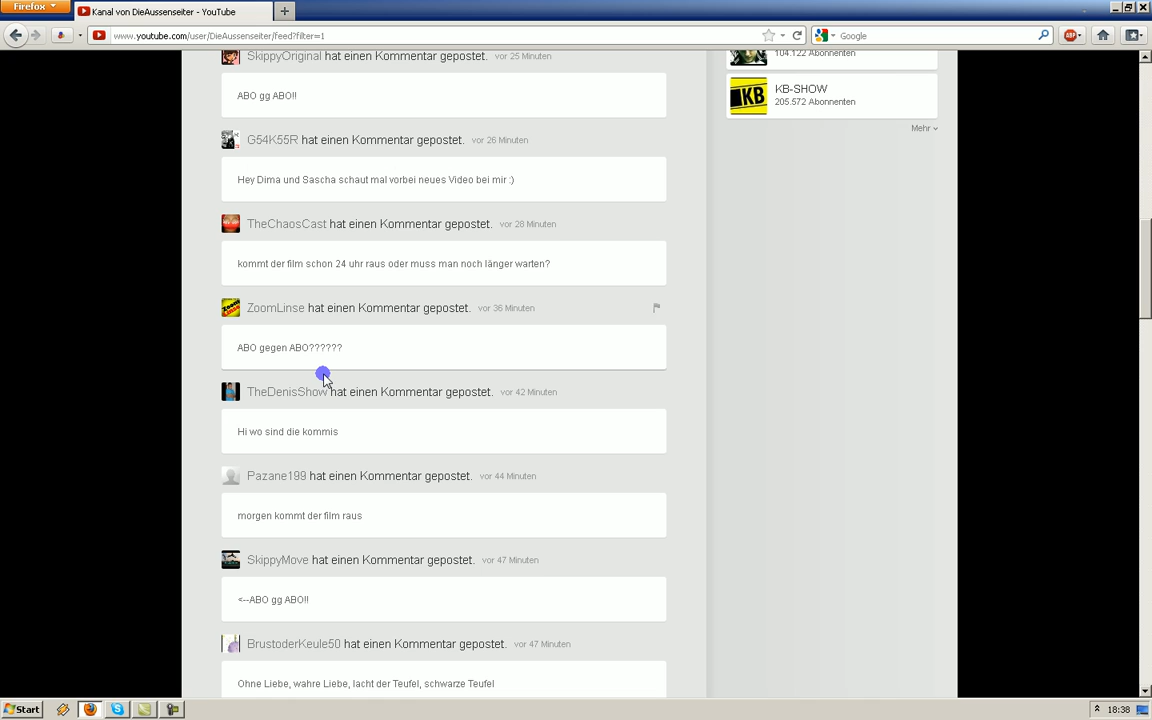 Firefox
Kanal von DieAussenseiter - YouTube
www.youtube.com/user/DieAussenseiter/feed?filter=1
Google
ABP
SkippyOriginal hat einen Kommentar gepostet. vor 25 Minuten
ABO gg ABO!!
G54K55R hat einen Kommentar gepostet. vor 26 Minuten
Hey Dima und Sascha schaut mal vorbei neues Video bei mir :)
TheChaosCast hat einen Kommentar gepostet. vor 28 Minuten
kommt der film schon 24 uhr raus oder muss man noch länger warten?
ZoomLinse hat einen Kommentar gepostet. vor 36 Minuten
ABO gegen ABO??????
TheDenisShow hat einen Kommentar gepostet. vor 42 Minuten
Hi wo sind die kommis
Pazane199 hat einen Kommentar gepostet. vor 44 Minuten
morgen kommt der film raus
SkippyMove hat einen Kommentar gepostet. vor 47 Minuten
<--ABO gg ABO!!
BrustoderKeule50 hat einen Kommentar gepostet. vor 47 Minuten
Ohne Liebe, wahre Liebe, lacht der Teufel, schwarze Teufel
104.122 Abonnenten
KB
KB-SHOW
205.572 Abonnenten
Mehr
Start
18:38